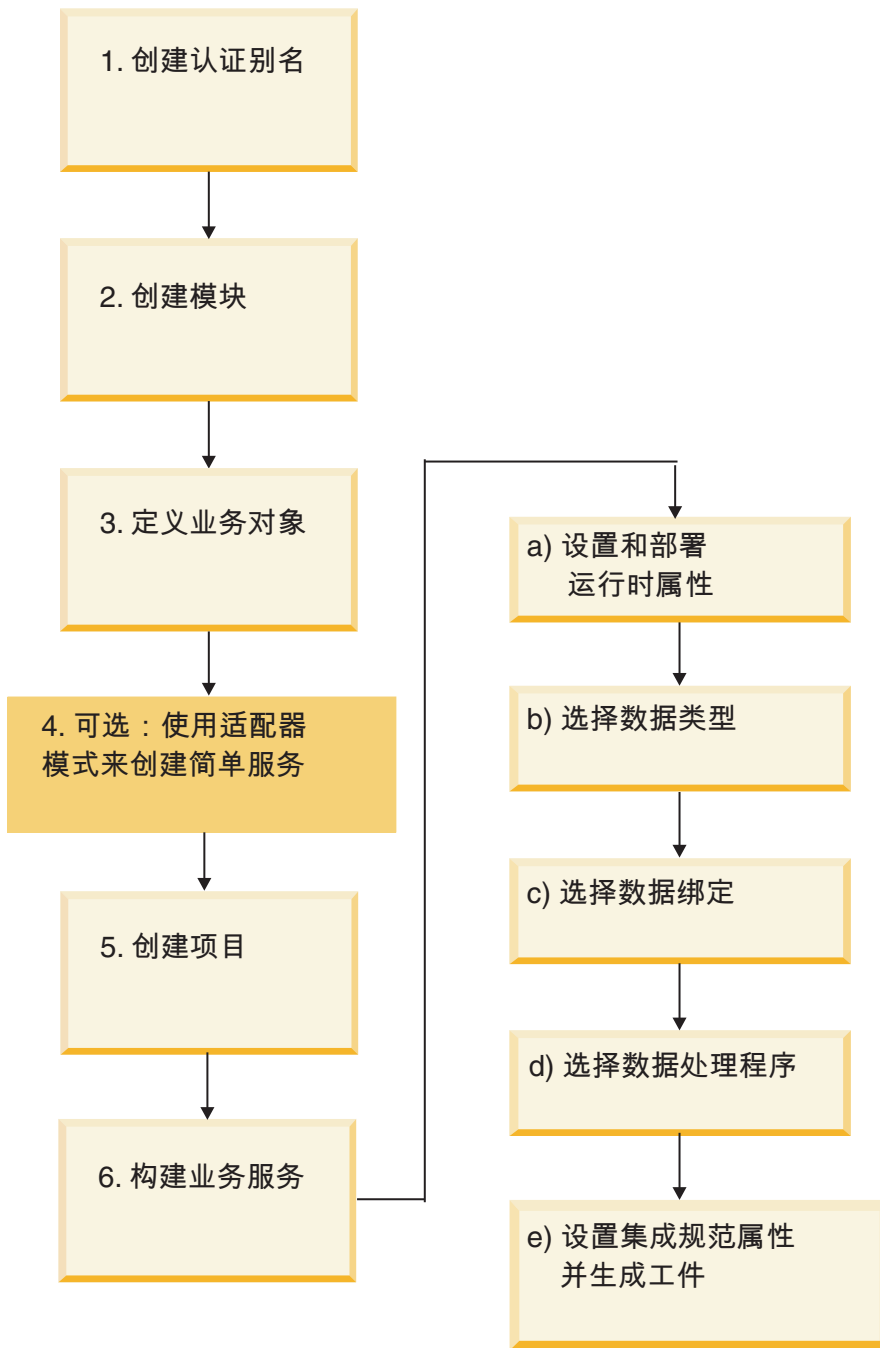 1. 创建认证别名
2. 创建模块
3. 定义业务对象
4. 可选：使用适配器
模式来创建简单服务
5. 创建项目
6. 构建业务服务
a) 设置和部署
运行时属性
b) 选择数据类型
c) 选择数据绑定
d) 选择数据处理程序
e) 设置集成规范属性
并生成工件